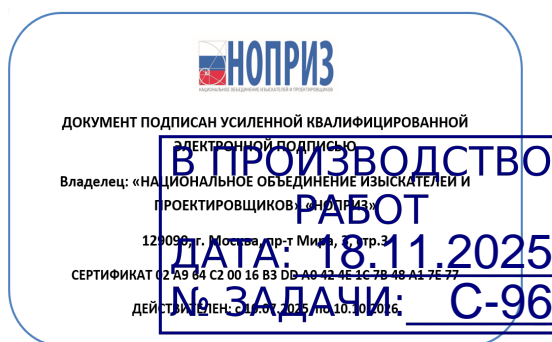 НОПРИЗ
НАЦИОНАЛЬНОЕ ОБЪЕДИНЕНИЕ ИЗЫСКАТЕЛЕЙ И ПРОЕКТИРОВЩИКОВ
ДОКУМЕНТ ПОДПИСАН УСИЛЕННОЙ КВАЛИФИЦИРОВАННОЙ
ЭЛЕКТРОННОЙ ПОДПИСЬЮ
В ПРОИЗВОДСТВО
Владелец: «НАЦИОНАЛЬНОЕ ОБЪЕДИНЕНИЕ ИЗЫСКАТЕЛЕЙ И
ПРОЕКТИРОВЩИКОВ» «НОПРИЗ»
РАБОТ
129090, г. Москва, пр-т Мира, 3, стр.3
ДАТА: 18.11.2025
СЕРТИФИКАТ 02 A9 64 C2 00 16 B3 DD A0 42 4E 1C 7B 48 A1 7E 77
№ ЗАДАЧИ: С-96
ДЕЙСТВИТЕЛЕН: с 10.07.2025 по 10.10.2026